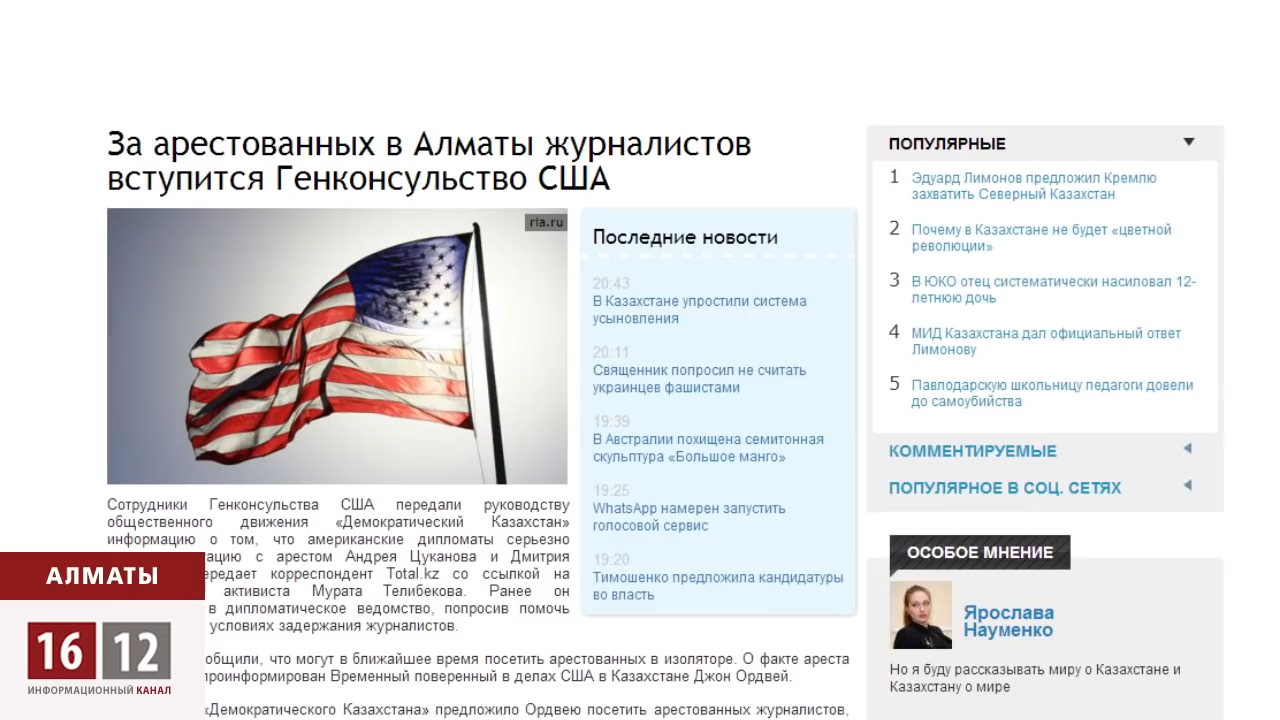 За арестованных в Алматы журналистов
вступится Генконсульство США
ria.ru
Сотрудники Генконсульства США передали руководству
общественного движения «Демократический Казахстан»
информацию о том, что американские дипломаты серьезно
ацию с арестом Андрея Цуканова и Дмитрия
ередает корреспондент Total.kz со ссылкой на
активиста Мурата Телибекова. Ранее он
в дипломатическое ведомство, попросив помочь
условиях задержания журналистов.
общили, что могут в ближайшее время посетить арестованных в изоляторе. О факте ареста
проинформирован Временный поверенный в делах США в Казахстане Джон Ордвей.
«Демократического Казахстана» предложило Ордвею посетить арестованных журналистов,
Последние новости
20:43
В Казахстане упростили система
усыновления
20:11
Священник попросил не считать
украинцев фашистами
19:39
В Австралии похищена семитонная
скульптура «Большое манго»
19:25
WhatsApp намерен запустить
голосовой сервис
19:20
Тимошенко предложила кандидатуры
во власть
ПОПУЛЯРНЫЕ
1 Эдуард Лимонов предложил Кремлю
захватить Северный Казахстан
2 Почему в Казахстане не будет «цветной
революции»
3 В ЮКО отец систематически насиловал 12-
летнюю дочь
4 МИД Казахстана дал официальный ответ
Лимонову
5 Павлодарскую школьницу педагоги довели
до самоубийства
КОММЕНТИРУЕМЫЕ
ПОПУЛЯРНОЕ В СОЦ. СЕТЯХ
ОСОБОЕ МНЕНИЕ
Ярослава
Науменко
Но я буду рассказывать миру о Казахстане и
Казахстану о мире
АЛМАТЫ
16 12
ИНФОРМАЦИОННЫЙ КАНАЛ